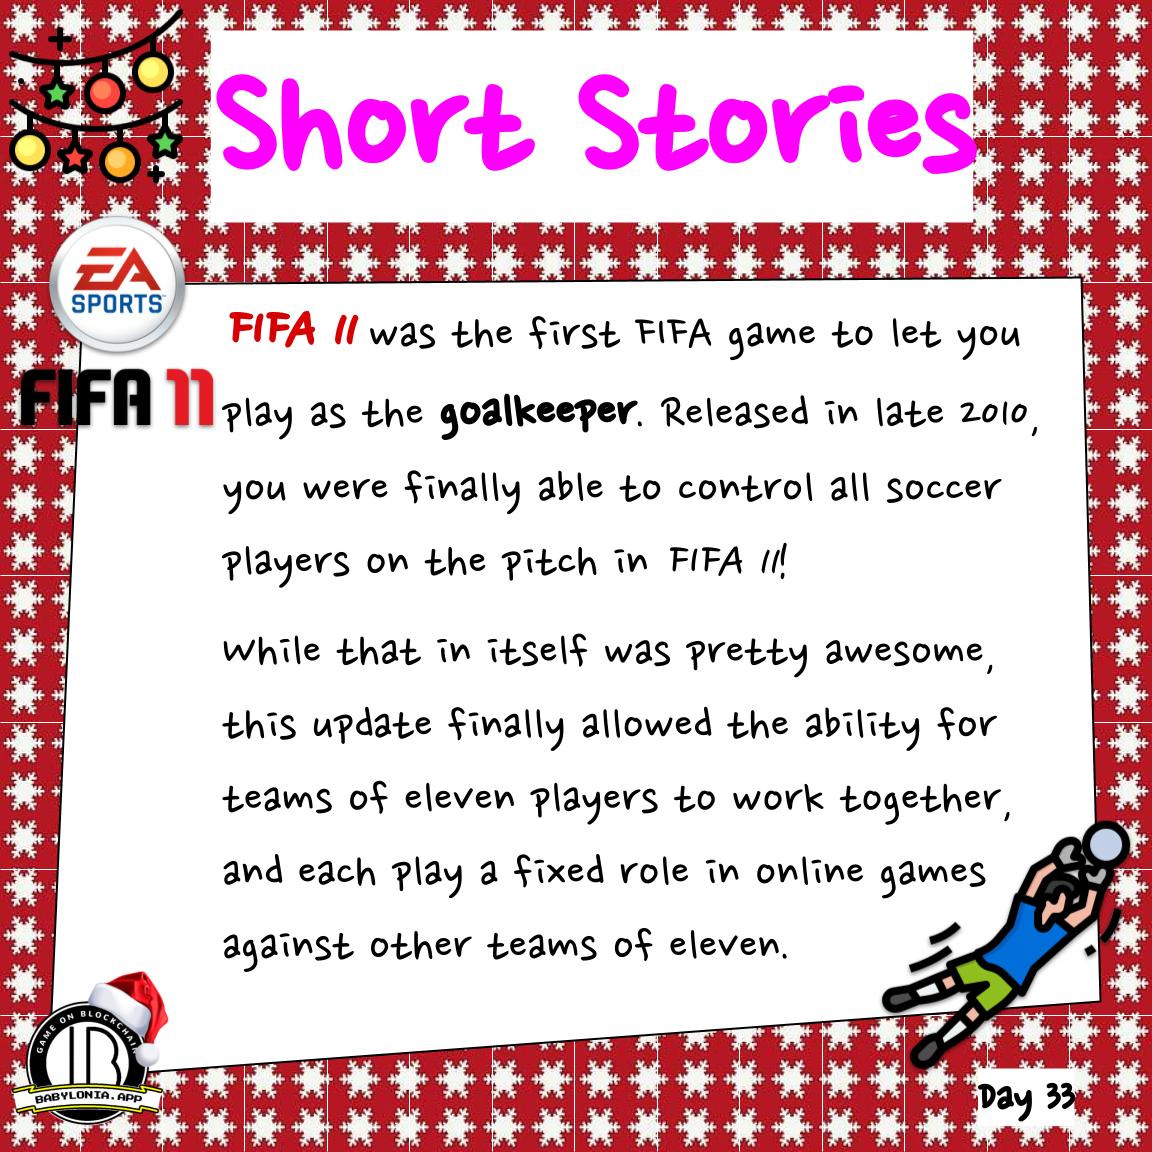 Short Stories
EA
SPORTS
FIFA 11
FIFA 11 was the first FIFA game to let you
play as the goalkeeper. Released in late 2010,
you were finally able to control all soccer
players on the pitch in FIFA 11!
While that in itself was pretty awesome,
this update finally allowed the ability for
teams of eleven players to work together,
and each play a fixed role in online games
against other teams of eleven.
GAME ON BLOCKCHAIN
BABYLONIA.APP
Day 33